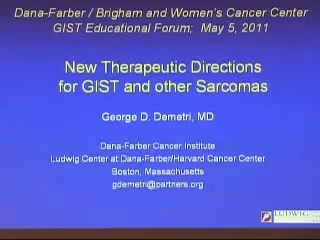 Dana-Farber / Brigham and Women's Cancer Center
GIST Educational Forum; May 5, 2011
New Therapeutic Directions
for GIST and other Sarcomas
George D. Demetri, MD
Dana-Farber Cancer Institute
Ludwig Center at Dana-Farber/Harvard Cancer Center
Boston, Massachusetts
gdemetri@partners.org
LUDWIG